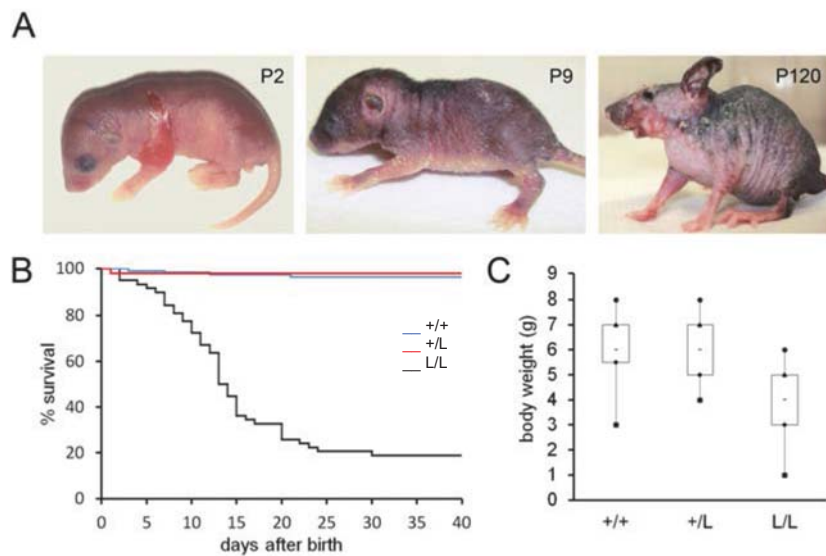 A
P2
P9
P120
B
100
80
60
40
20
0
% survival
0 5 10 15 20 25 30 35 40
days after birth
+/+
+/L
L/L
C
9
8
7
6
5
4
3
2
1
0
body weight (g)
+/+ +/L L/L